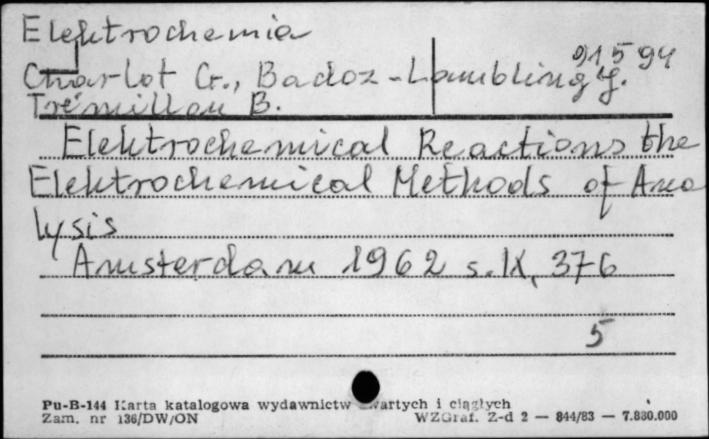 Elektrochemia
91594
Charlot G., Badoz-Lambling J.
Trémillon B.
Elektrochemical Reactions the
Elektrochemical Methods of Ana
lysis
Amsterdam 1962 s. IX, 376
5
Pu-B-144 Karta katalogowa wydawnictw zwartych i ciągłych
Zam. nr 136/DW/ON WZGraf. Z-d 2 — 844/83 — 7.880.000